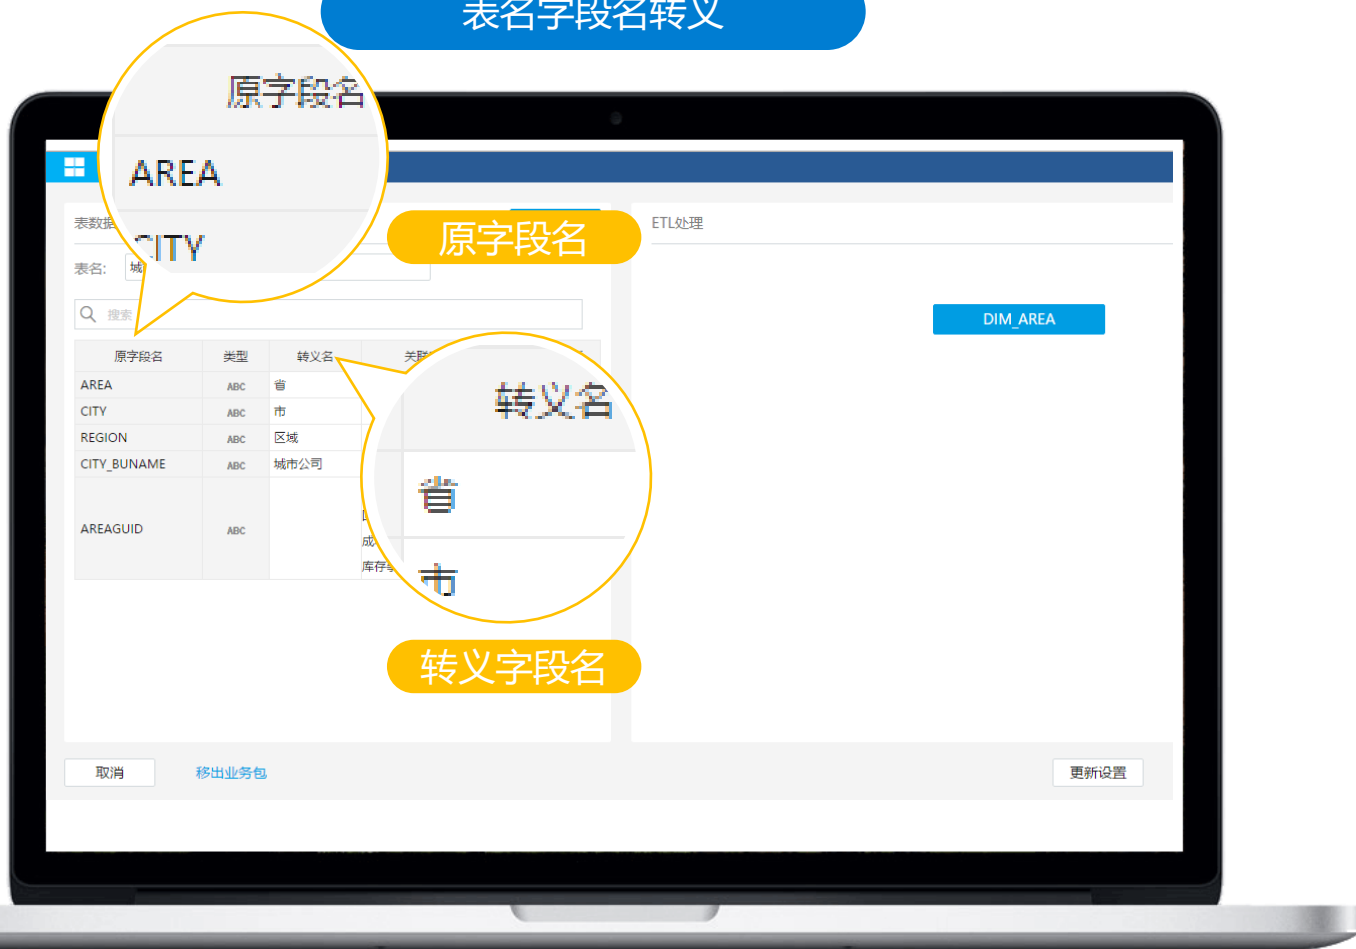 表名字段名转义
原字段名
AREA
CITY
原字段名
表数据
ETL处理
表名: 城
搜索
DIM_AREA
原字段名 类型 转义名 关联
AREA ABC 省
CITY ABC 市
REGION ABC 区域
CITY_BUNAME ABC 城市公司
AREAGUID ABC
成
库存
转义名
省
市
转义字段名
取消 移出业务包 更新设置